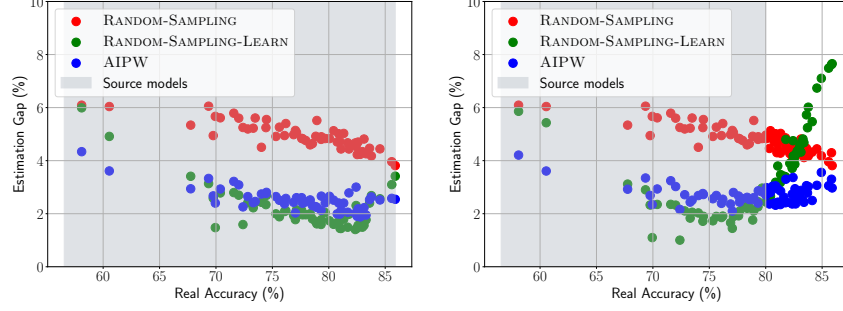 10
8
6
4
2
0
Estimation Gap (%)
RANDOM-SAMPLING
RANDOM-SAMPLING-LEARN
AIPW
Source models
60 65 70 75 80 85
Real Accuracy (%)
10
8
6
4
2
0
Estimation Gap (%)
RANDOM-SAMPLING
RANDOM-SAMPLING-LEARN
AIPW
Source models
60 65 70 75 80 85
Real Accuracy (%)